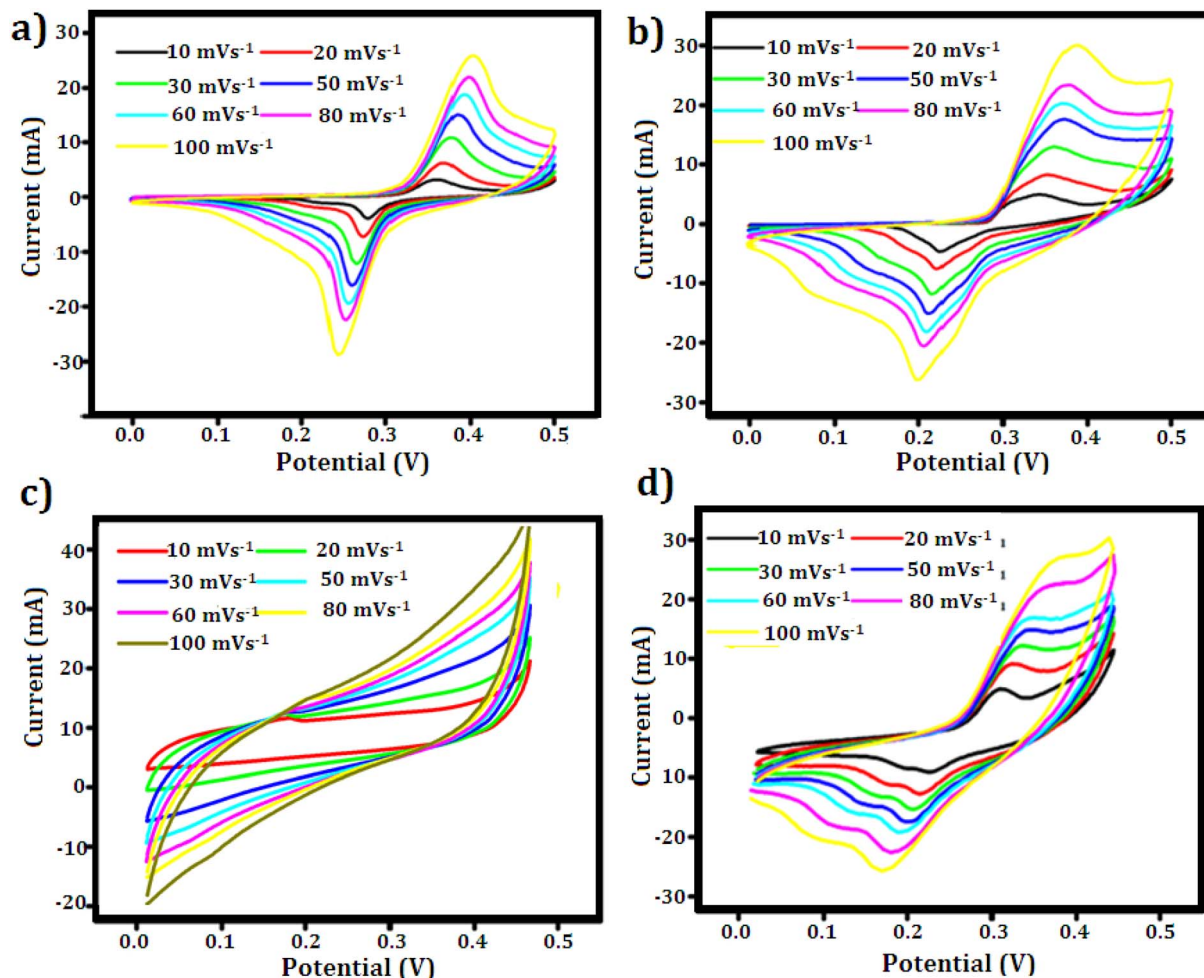 a)
30
20
10
0
-10
-20
-30
Current (mA)
10 mVs⁻¹ 20 mVs⁻¹
30 mVs⁻¹ 50 mVs⁻¹
60 mVs⁻¹ 80 mVs⁻¹
100 mVs⁻¹
0.0 0.1 0.2 0.3 0.4 0.5
Potential (V)
b)
30
20
10
0
-10
-20
-30
Current (mA)
10 mVs⁻¹ 20 mVs⁻¹
30 mVs⁻¹ 50 mVs⁻¹
60 mVs⁻¹ 80 mVs⁻¹
100 mVs⁻¹
0.0 0.1 0.2 0.3 0.4 0.5
Potential (V)
c)
40
30
20
10
0
-10
-20
Current (mA)
10 mVs⁻¹ 20 mVs⁻¹
30 mVs⁻¹ 50 mVs⁻¹
60 mVs⁻¹ 80 mVs⁻¹
100 mVs⁻¹
0.0 0.1 0.2 0.3 0.4 0.5
Potential (V)
d)
30
20
10
0
-10
-20
-30
Current (mA)
10 mVs⁻¹ 20 mVs⁻¹
30 mVs⁻¹ 50 mVs⁻¹
60 mVs⁻¹ 80 mVs⁻¹
100 mVs⁻¹
0.0 0.1 0.2 0.3 0.4 0.5
Potential (V)